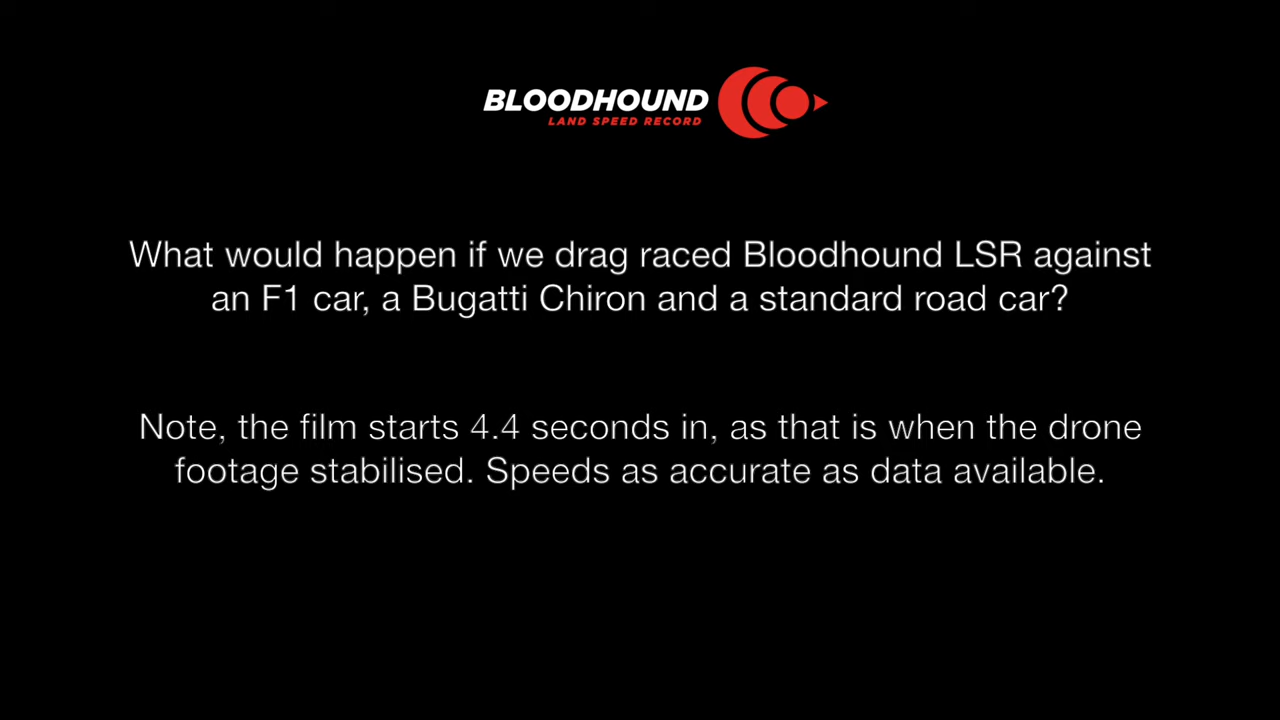 BLOODHOUND
LAND SPEED RECORD
What would happen if we drag raced Bloodhound LSR against
an F1 car, a Bugatti Chiron and a standard road car?
Note, the film starts 4.4 seconds in, as that is when the drone
footage stabilised. Speeds as accurate as data available.